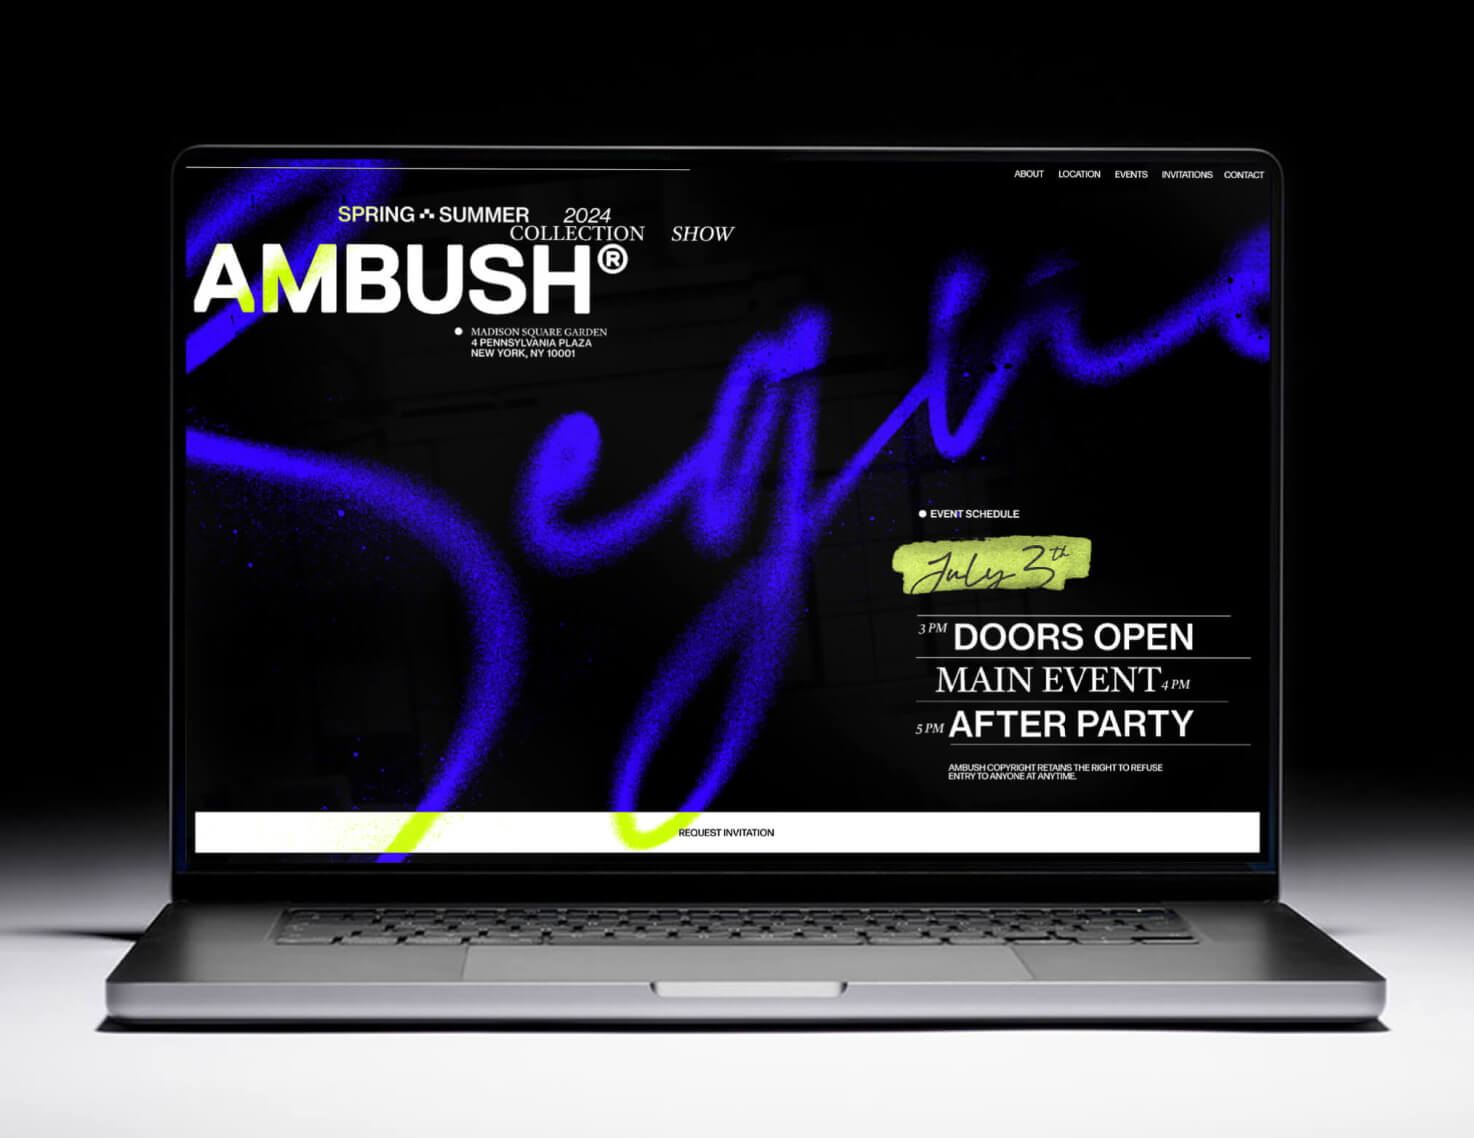 ABOUT LOCATION EVENTS INVITATIONS CONTACT
SPRING SUMMER 2024
COLLECTION SHOW
AMBUSH®
MADISON SQUARE GARDEN
4 PENNSYLVANIA PLAZA
NEW YORK, NY 10001
EVENT SCHEDULE
July 3th
3 PM DOORS OPEN
MAIN EVENT 4 PM
5 PM AFTER PARTY
AMBUSH COPYRIGHT RETAINS THE RIGHT TO REFUSE
ENTRY TO ANYONE AT ANYTIME.
REQUEST INVITATION